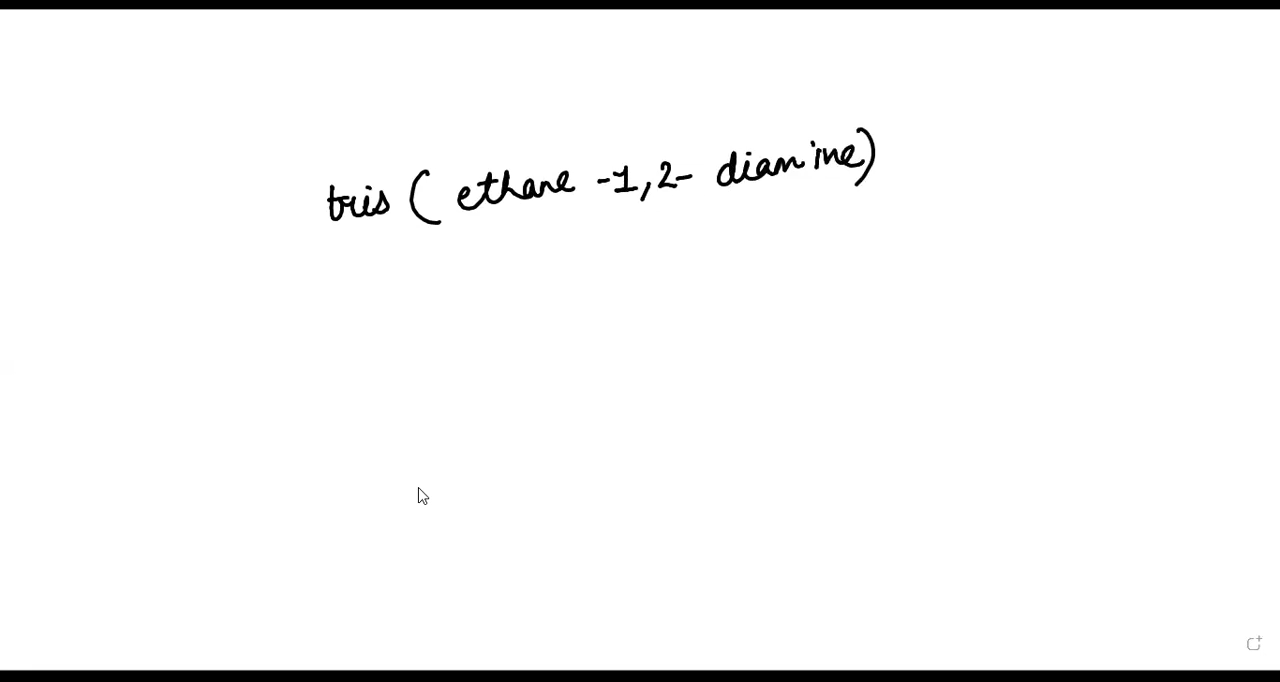 tris ( ethane -1,2- diamine)